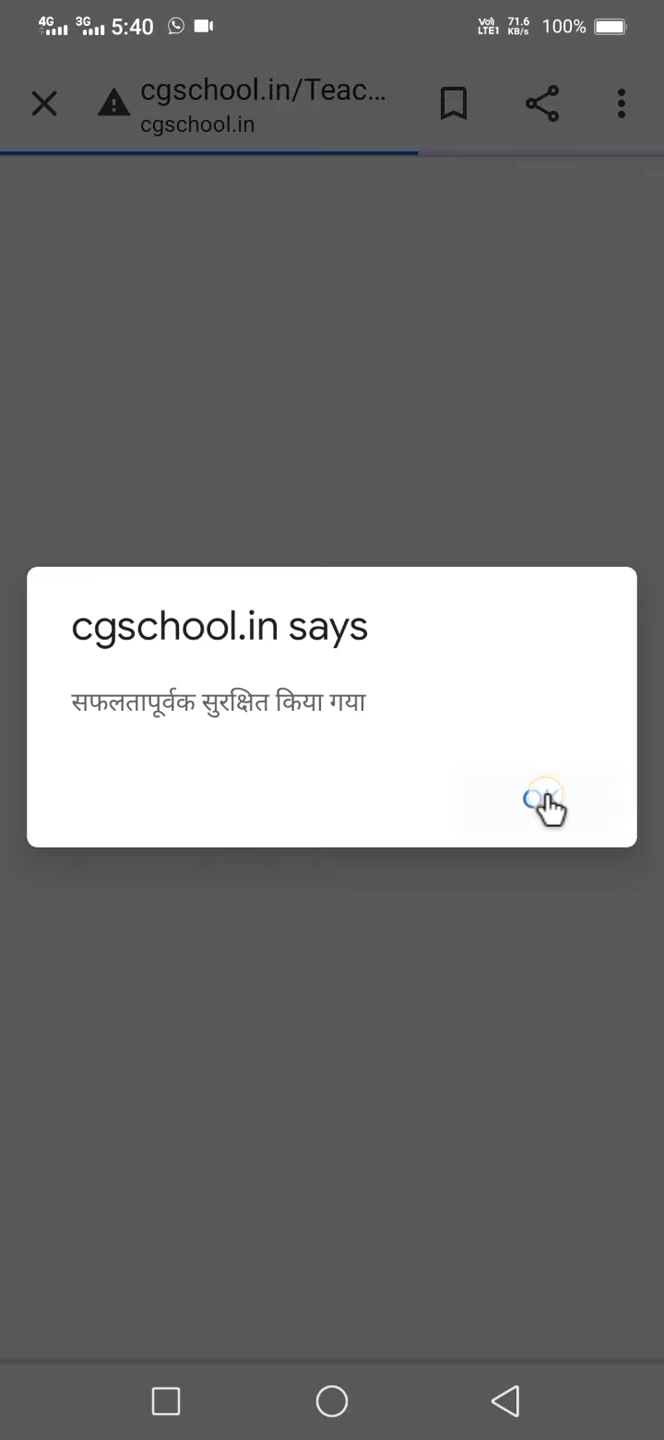 4G 3G 5:40 Vo) LTE1 71.6 KB/s 100%
cgschool.in/Teac...
cgschool.in
cgschool.in says
सफलतापूर्वक सुरक्षित किया गया
OK